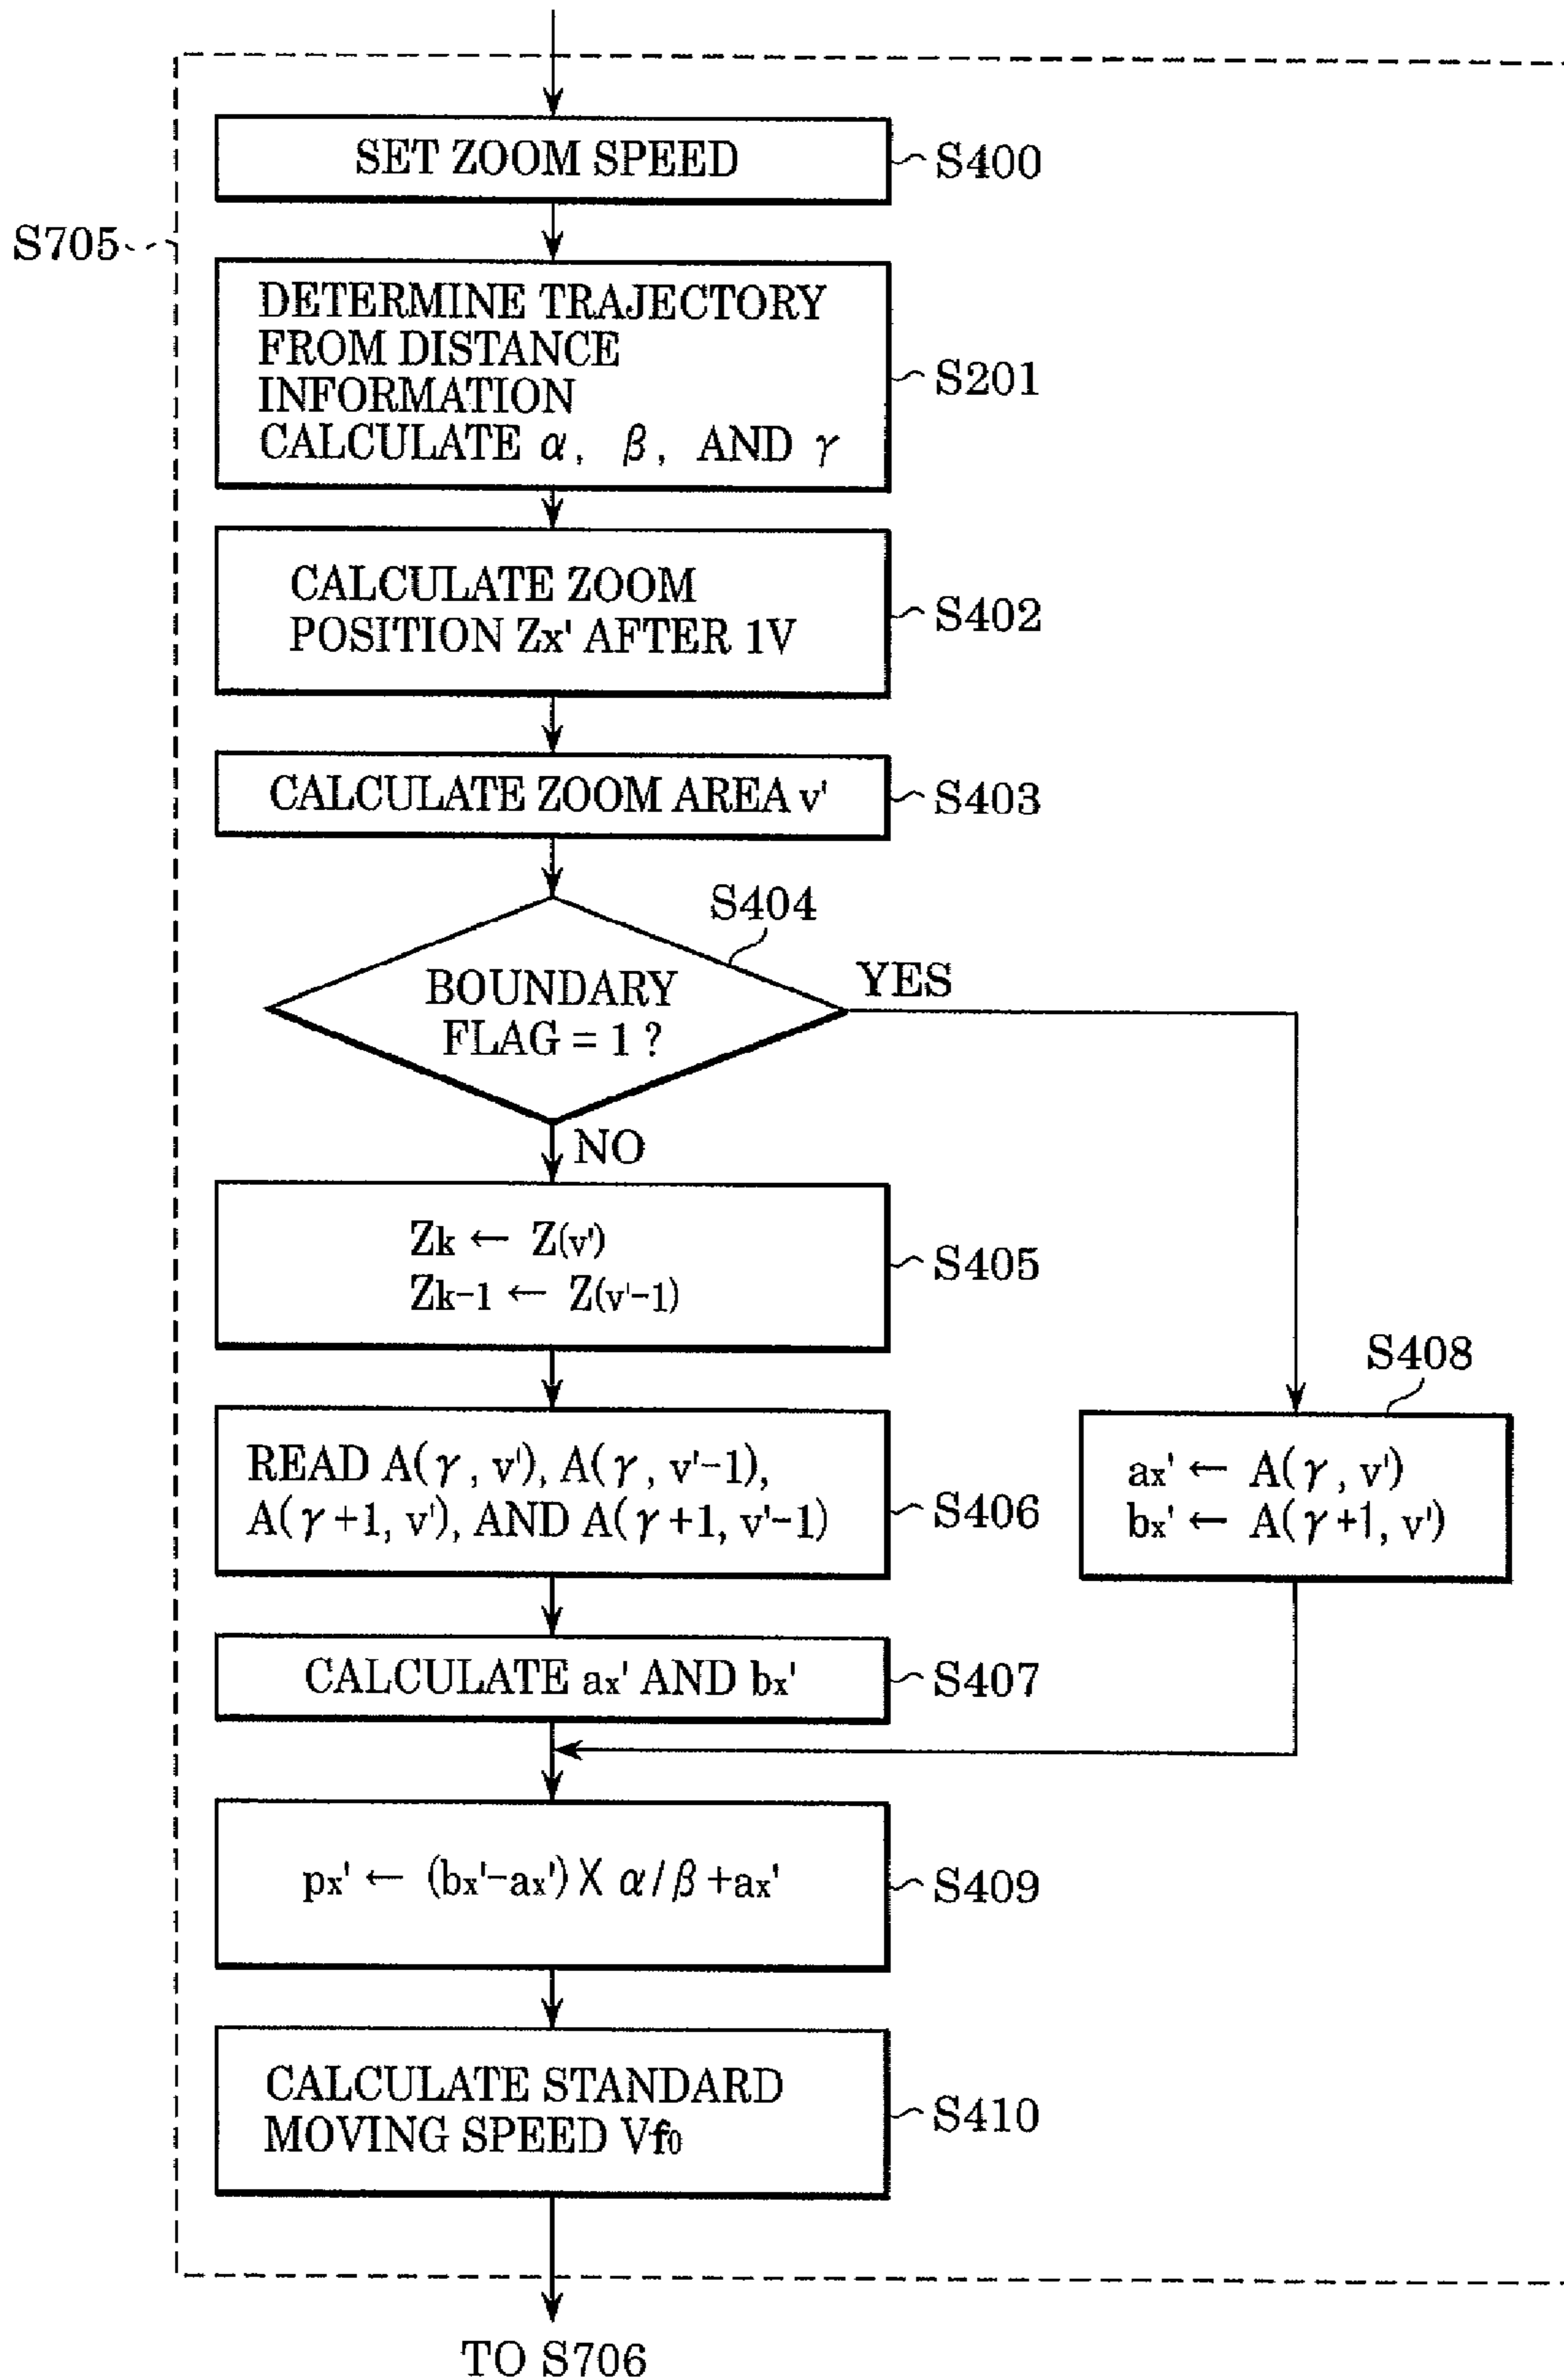 SET ZOOM SPEED
S400
S705
DETERMINE TRAJECTORY
FROM DISTANCE
INFORMATION
CALCULATE α, β, AND γ
S201
CALCULATE ZOOM
POSITION Zx' AFTER 1V
S402
CALCULATE ZOOM AREA v'
S403
S404
BOUNDARY
FLAG = 1 ?
YES
NO
Zk ← Z(v')
Zk-1 ← Z(v'-1)
S405
READ A(γ, v'), A(γ, v'-1),
A(γ+1, v'), AND A(γ+1, v'-1)
S406
S408
ax' ← A(γ, v')
bx' ← A(γ+1, v')
CALCULATE ax' AND bx'
S407
px' ← (bx'-ax') X α/β+ax'
S409
CALCULATE STANDARD
MOVING SPEED Vf0
S410
TO S706